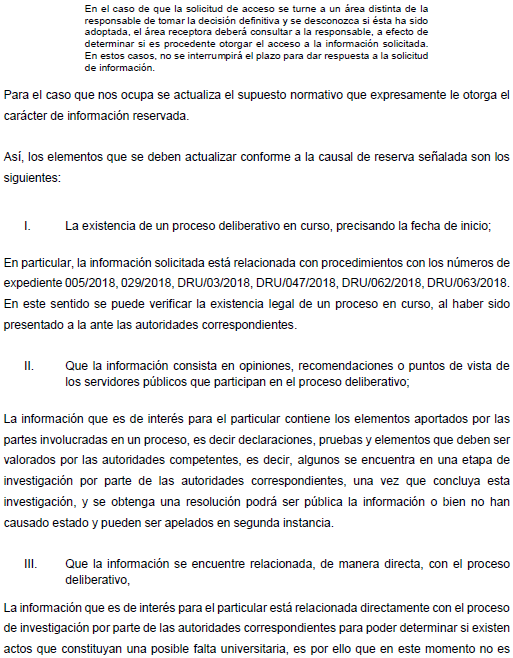 En el caso de que la solicitud de acceso se turne a un área distinta de la
responsable de tomar la decisión definitiva y se desconozca si ésta ha sido
adoptada, el área receptora deberá consultar a la responsable, a efecto de
determinar si es procedente otorgar el acceso a la información solicitada.
En estos casos, no se interrumpirá el plazo para dar respuesta a la solicitud
de información.
Para el caso que nos ocupa se actualiza el supuesto normativo que expresamente le otorga el
carácter de información reservada.
Así, los elementos que se deben actualizar conforme a la causal de reserva señalada son los
siguientes:
I. La existencia de un proceso deliberativo en curso, precisando la fecha de inicio;
En particular, la información solicitada está relacionada con procedimientos con los números de
expediente 005/2018, 029/2018, DRU/03/2018, DRU/047/2018, DRU/062/2018, DRU/063/2018.
En este sentido se puede verificar la existencia legal de un proceso en curso, al haber sido
presentado a la ante las autoridades correspondientes.
II. Que la información consista en opiniones, recomendaciones o puntos de vista de
los servidores públicos que participan en el proceso deliberativo;
La información que es de interés para el particular contiene los elementos aportados por las
partes involucradas en un proceso, es decir declaraciones, pruebas y elementos que deben ser
valorados por las autoridades competentes, es decir, algunos se encuentra en una etapa de
investigación por parte de las autoridades correspondientes, una vez que concluya esta
investigación, y se obtenga una resolución podrá ser pública la información o bien no han
causado estado y pueden ser apelados en segunda instancia.
III. Que la información se encuentre relacionada, de manera directa, con el proceso
deliberativo,
La información que es de interés para el particular está relacionada directamente con el proceso
de investigación por parte de las autoridades correspondientes para poder determinar si existen
actos que constituyan una posible falta universitaria, es por ello que en este momento no es